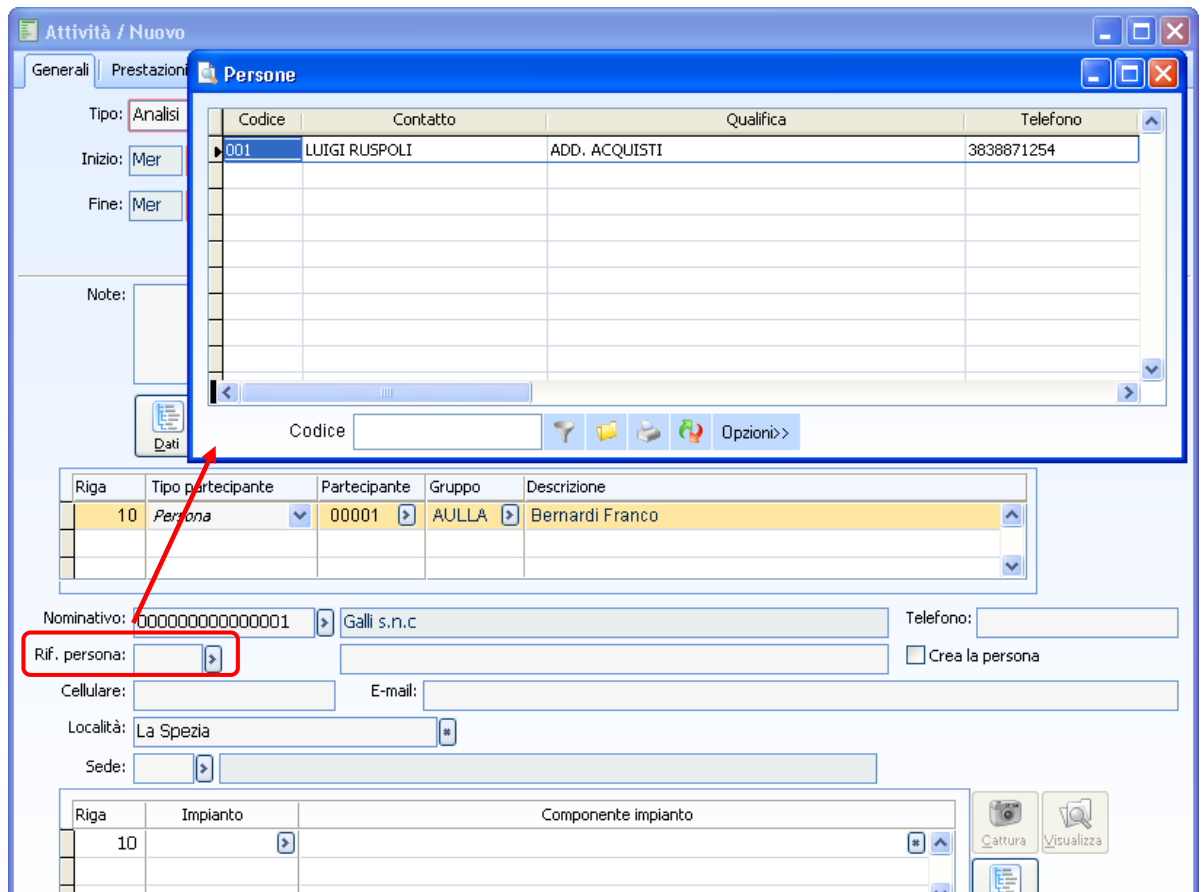 Attività / Nuovo
Generali Prestazioni
Persone
Tipo: Analisi
Codice Contatto Qualifica Telefono
001 LUIGI RUSPOLI ADD. ACQUISTI 3838871254
Inizio: Mer
Fine: Mer
Note:
Codice Opzioni>>
Dati
Riga Tipo partecipante Partecipante Gruppo Descrizione
10 Persona 00001 AULLA Bernardi Franco
Nominativo: 000000000000001 Galli s.n.c Telefono:
Rif. persona: Crea la persona
Cellulare: E-mail:
Località: La Spezia
Sede:
Riga Impianto Componente impianto
10
Cattura Visualizza